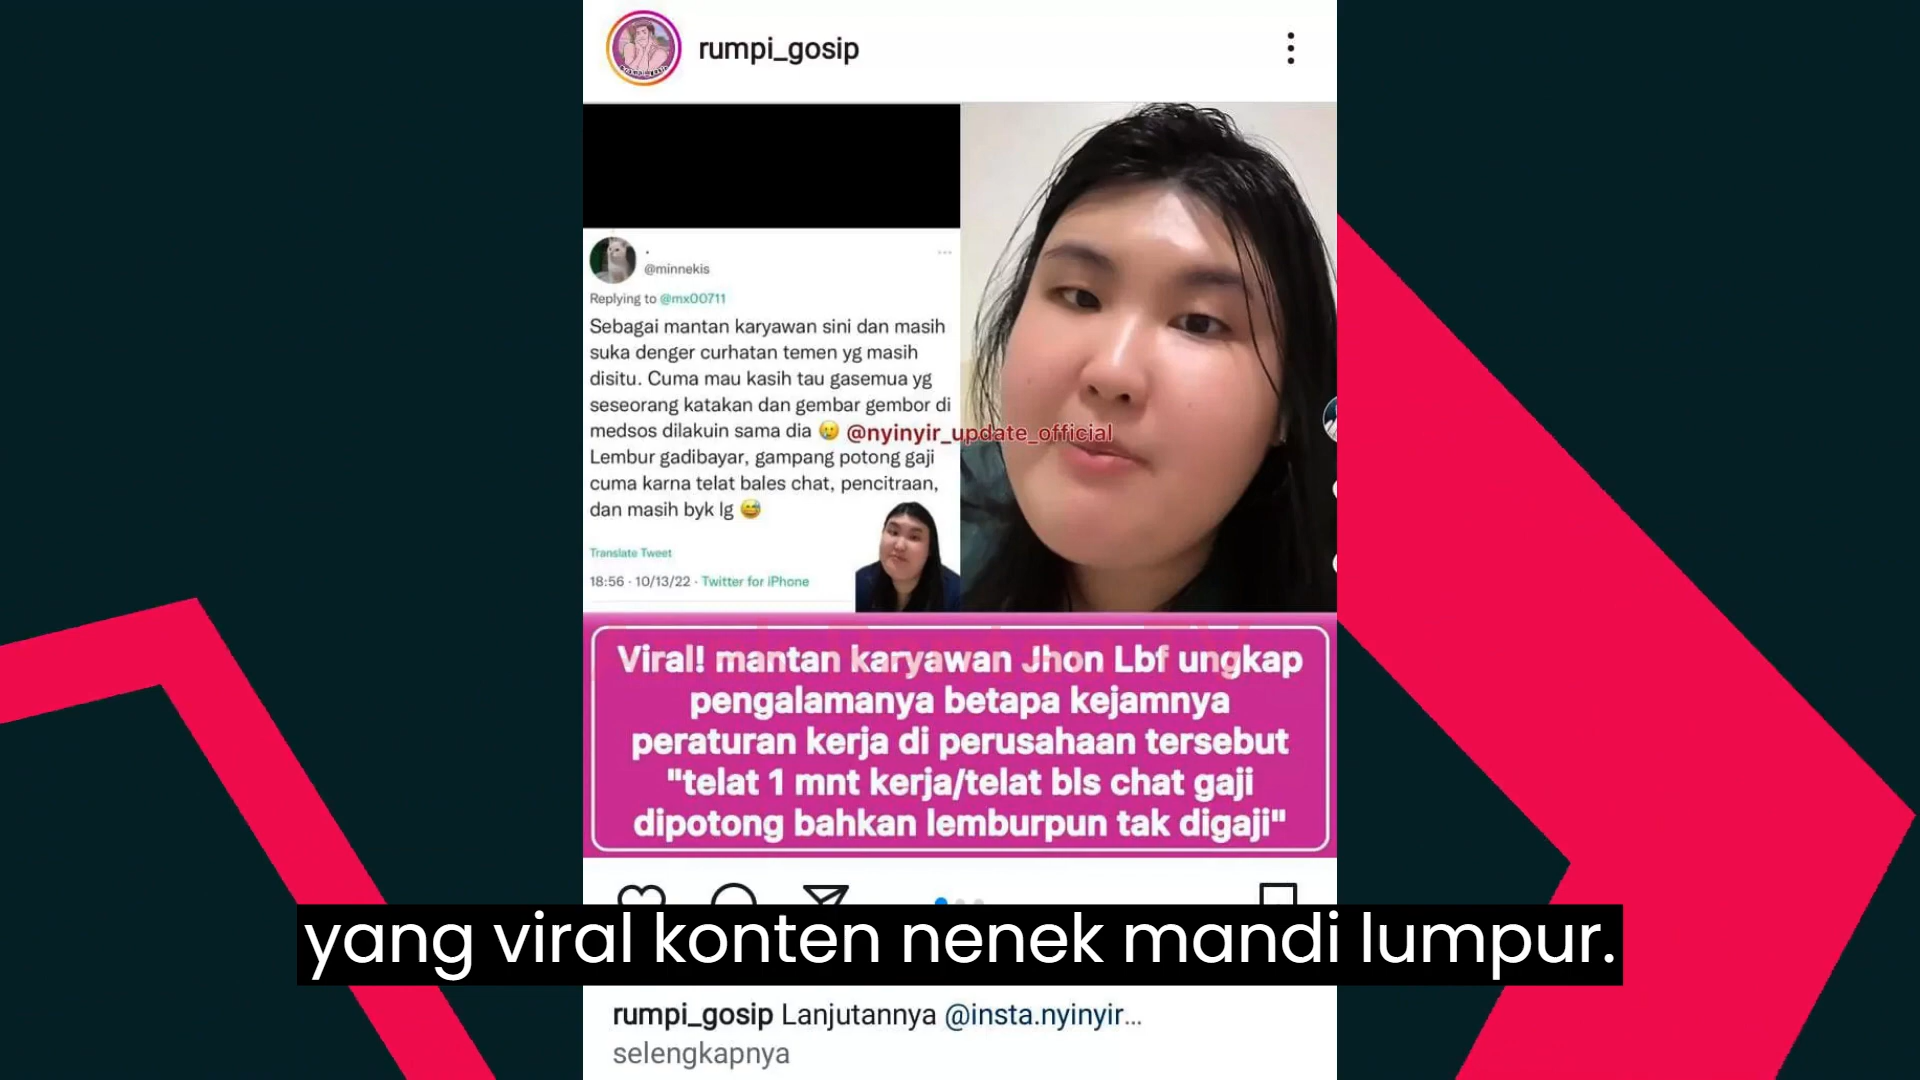 rumpi_gosip
.
@minnekis
Replying to @mx00711
Sebagai mantan karyawan sini dan masih
suka denger curhatan temen yg masih
disitu. Cuma mau kasih tau gasemua yg
seseorang katakan dan gembar gembor di
medsos dilakuin sama dia 🥲
@nyinyir_update_official
Lembur gadibayar, gampang potong gaji
cuma karna telat bales chat, pencitraan,
dan masih byk lg 😅
Translate Tweet
18:56 · 10/13/22 · Twitter for iPhone
Viral! mantan karyawan Jhon Lbf ungkap
pengalamanya betapa kejamnya
peraturan kerja di perusahaan tersebut
"telat 1 mnt kerja/telat bls chat gaji
dipotong bahkan lemburpun tak digaji"
yang viral konten nenek mandi lumpur.
rumpi_gosip Lanjutannya @insta.nyinyir...
selengkapnya